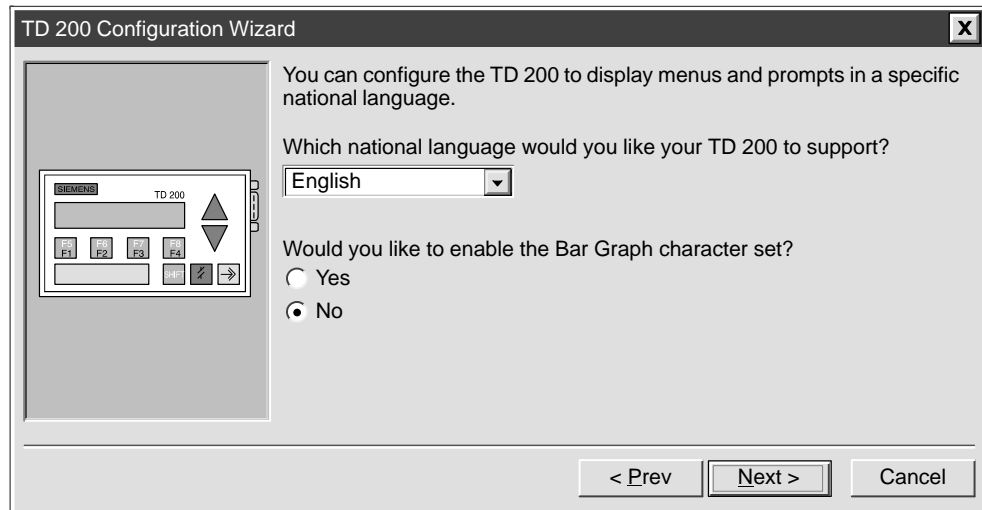 TD 200 Configuration Wizard
X
You can configure the TD 200 to display menus and prompts in a specific
national language.
Which national language would you like your TD 200 to support?
English
SIEMENS
TD 200
F5 F6 F7 F8
F1 F2 F3 F4
SHIFT
Would you like to enable the Bar Graph character set?
Yes
No
< Prev
Next >
Cancel